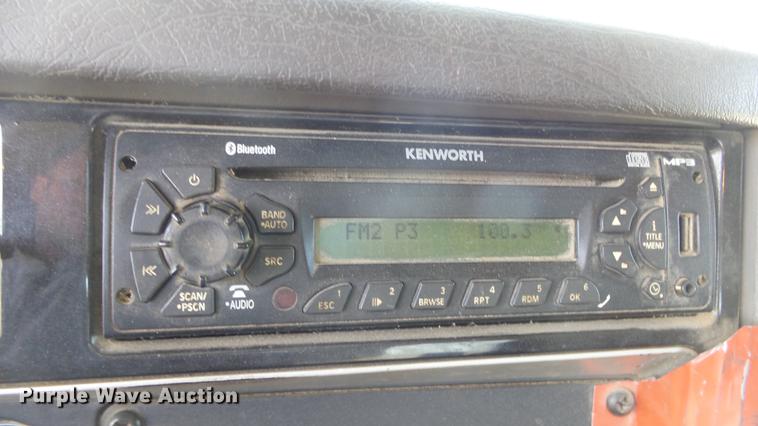 Bluetooth
KENWORTH
MP3
BAND
•AUTO
FM2 P3 100.3
i
TITLE
•MENU
SRC
SCAN/
•PSCN
•AUDIO
ESC 1
2
BRWSE 3
RPT 4
RDM 5
OK 6
Purple Wave Auction